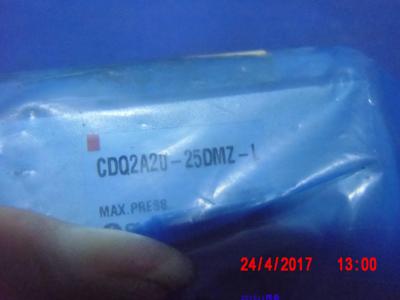 CDQ2A20-25DMZ-L
MAX.PRESS.
24/4/2017 13:00